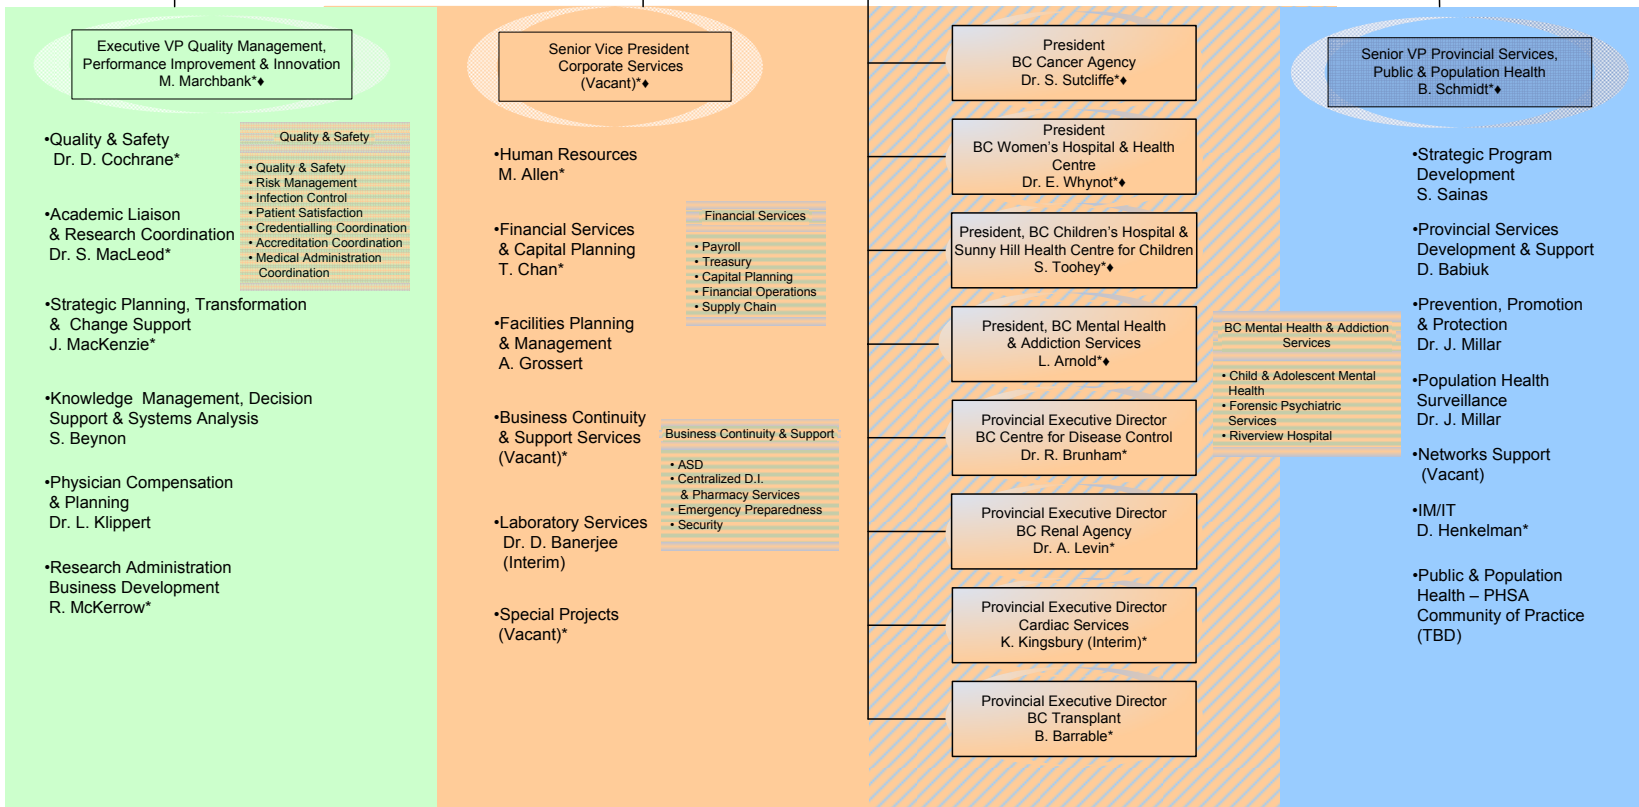 Executive VP Quality Management,
Performance Improvement & Innovation
M. Marchbank*♦
•Quality & Safety
Dr. D. Cochrane*
•Academic Liaison
& Research Coordination
Dr. S. MacLeod*
•Strategic Planning, Transformation
& Change Support
J. MacKenzie*
•Knowledge Management, Decision
Support & Systems Analysis
S. Beynon
•Physician Compensation
& Planning
Dr. L. Klippert
•Research Administration
Business Development
R. McKerrow*
Quality & Safety
• Quality & Safety
• Risk Management
• Infection Control
• Patient Satisfaction
• Credentialling Coordination
• Accreditation Coordination
• Medical Administration
Coordination
Senior Vice President
Corporate Services
(Vacant)*♦
•Human Resources
M. Allen*
•Financial Services
& Capital Planning
T. Chan*
•Facilities Planning
& Management
A. Grossert
•Business Continuity
& Support Services
(Vacant)*
•Laboratory Services
Dr. D. Banerjee
(Interim)
•Special Projects
(Vacant)*
Financial Services
• Payroll
• Treasury
• Capital Planning
• Financial Operations
• Supply Chain
Business Continuity & Support
• ASD
• Centralized D.I.
& Pharmacy Services
• Emergency Preparedness
• Security
President
BC Cancer Agency
Dr. S. Sutcliffe*♦
President
BC Women's Hospital & Health
Centre
Dr. E. Whynot*♦
President, BC Children's Hospital &
Sunny Hill Health Centre for Children
S. Toohey*♦
President, BC Mental Health
& Addiction Services
L. Arnold*♦
Provincial Executive Director
BC Centre for Disease Control
Dr. R. Brunham*
Provincial Executive Director
BC Renal Agency
Dr. A. Levin*
Provincial Executive Director
Cardiac Services
K. Kingsbury (Interim)*
Provincial Executive Director
BC Transplant
B. Barrable*
BC Mental Health & Addiction
Services
• Child & Adolescent Mental
Health
• Forensic Psychiatric
Services
• Riverview Hospital
Senior VP Provincial Services,
Public & Population Health
B. Schmidt*♦
•Strategic Program
Development
S. Sainas
•Provincial Services
Development & Support
D. Babiuk
•Prevention, Promotion
& Protection
Dr. J. Millar
•Population Health
Surveillance
Dr. J. Millar
•Networks Support
(Vacant)
•IM/IT
D. Henkelman*
•Public & Population
Health – PHSA
Community of Practice
(TBD)